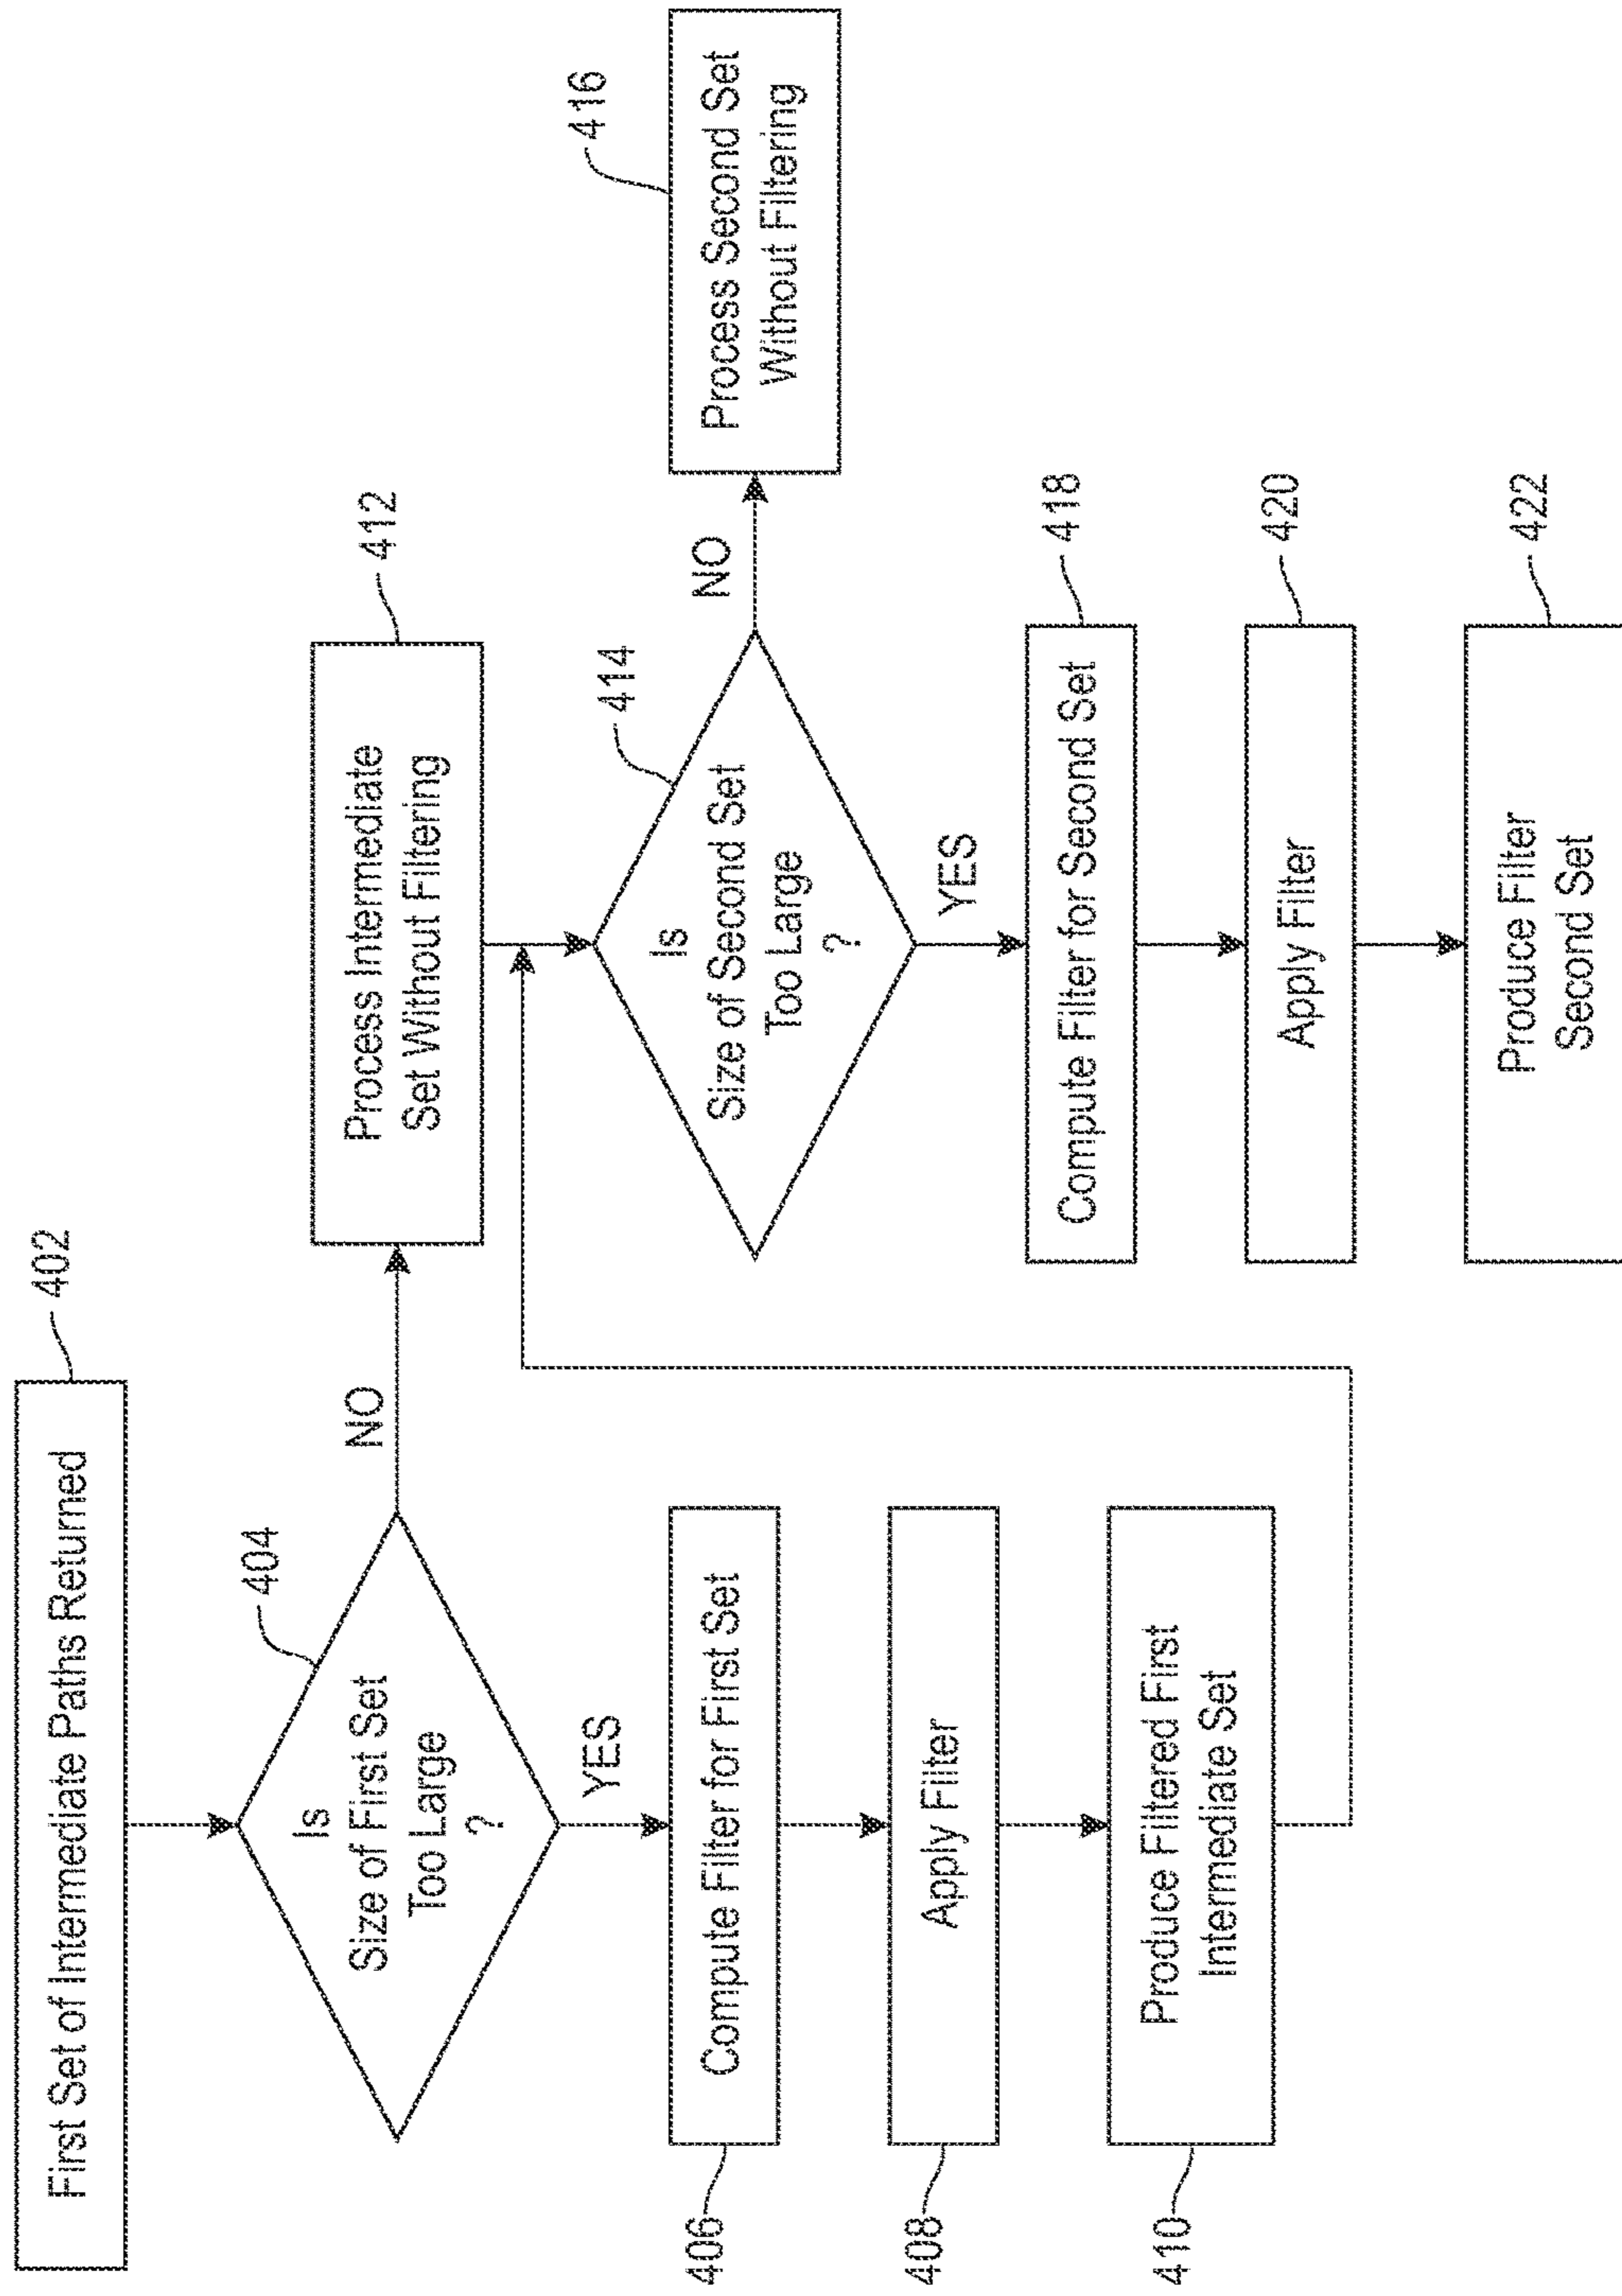 First Set of Intermediate Paths Returned
402
404
Is
Size of First Set
Too Large
?
NO
YES
Compute Filter for First Set
406
Apply Filter
408
Produce Filtered First
Intermediate Set
410
Process Intermediate
Set Without Filtering
412
414
Is
Size of Second Set
Too Large
?
NO
Process Second Set
Without Filtering
416
YES
Compute Filter for Second Set
418
Apply Filter
420
Produce Filter
Second Set
422